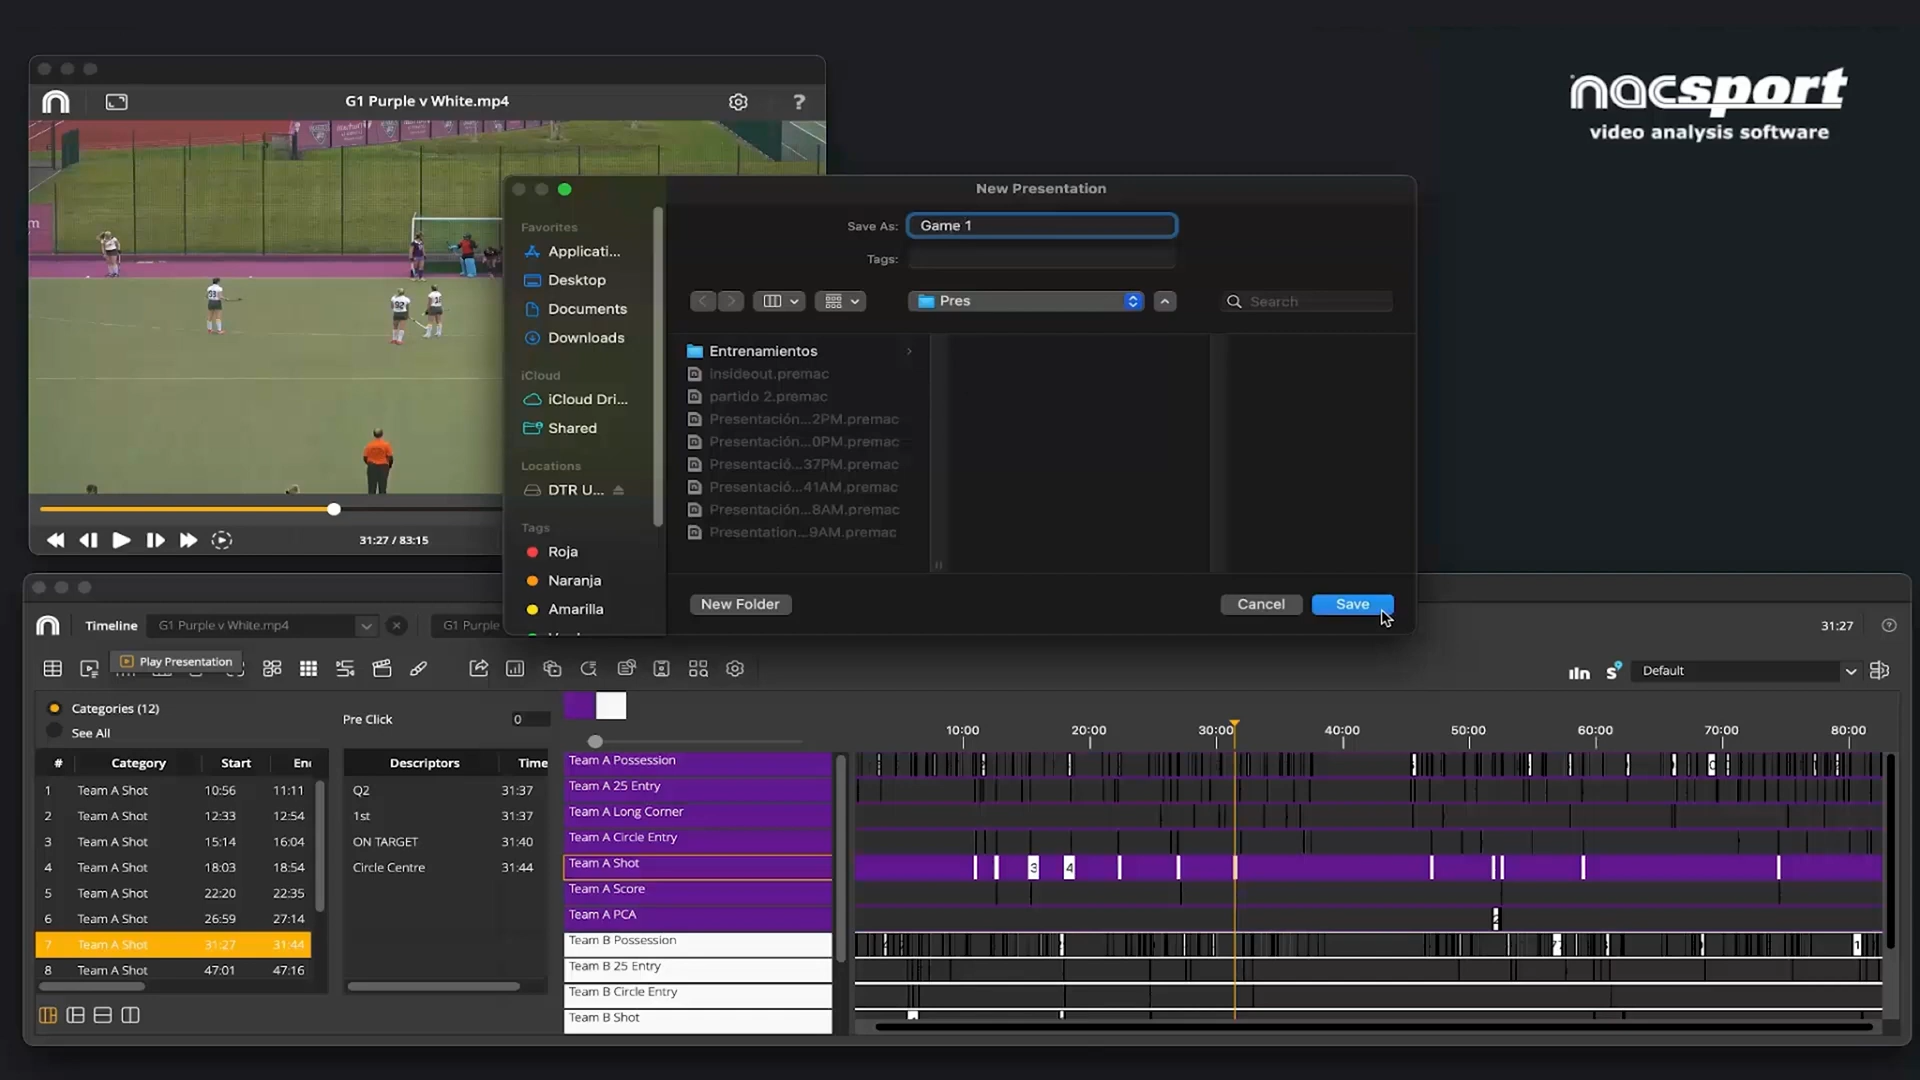 nacsport
video analysis software
G1 Purple v White.mp4
?
31:27 / 83:15
New Presentation
Save As: Game 1
Tags:
Pres
Search
Favorites
Applicati...
Desktop
Documents
Downloads
iCloud
iCloud Dri...
Shared
Locations
DTR U...
Tags
Roja
Naranja
Amarilla
Entrenamientos
insideout.premac
partido 2.premac
Presentación...2PM.premac
Presentación...0PM.premac
Presentació...37PM.premac
Presentació...41AM.premac
Presentación...8AM.premac
Presentation...9AM.premac
New Folder
Cancel
Save
Timeline
G1 Purple v White.mp4
G1 Purple
31:27
Play Presentation
Default
Categories (12)
See All
Pre Click
0
# Category Start En
1 Team A Shot 10:56 11:11
2 Team A Shot 12:33 12:54
3 Team A Shot 15:14 16:04
4 Team A Shot 18:03 18:54
5 Team A Shot 22:20 22:35
6 Team A Shot 26:59 27:14
7 Team A Shot 31:27 31:44
8 Team A Shot 47:01 47:16
Descriptors Time
Q2 31:37
1st 31:37
ON TARGET 31:40
Circle Centre 31:44
10:00 20:00 30:00 40:00 50:00 60:00 70:00 80:00
Team A Possession
Team A 25 Entry
Team A Long Corner
Team A Circle Entry
Team A Shot
3 4
Team A Score
Team A PCA
Team B Possession
Team B 25 Entry
Team B Circle Entry
Team B Shot